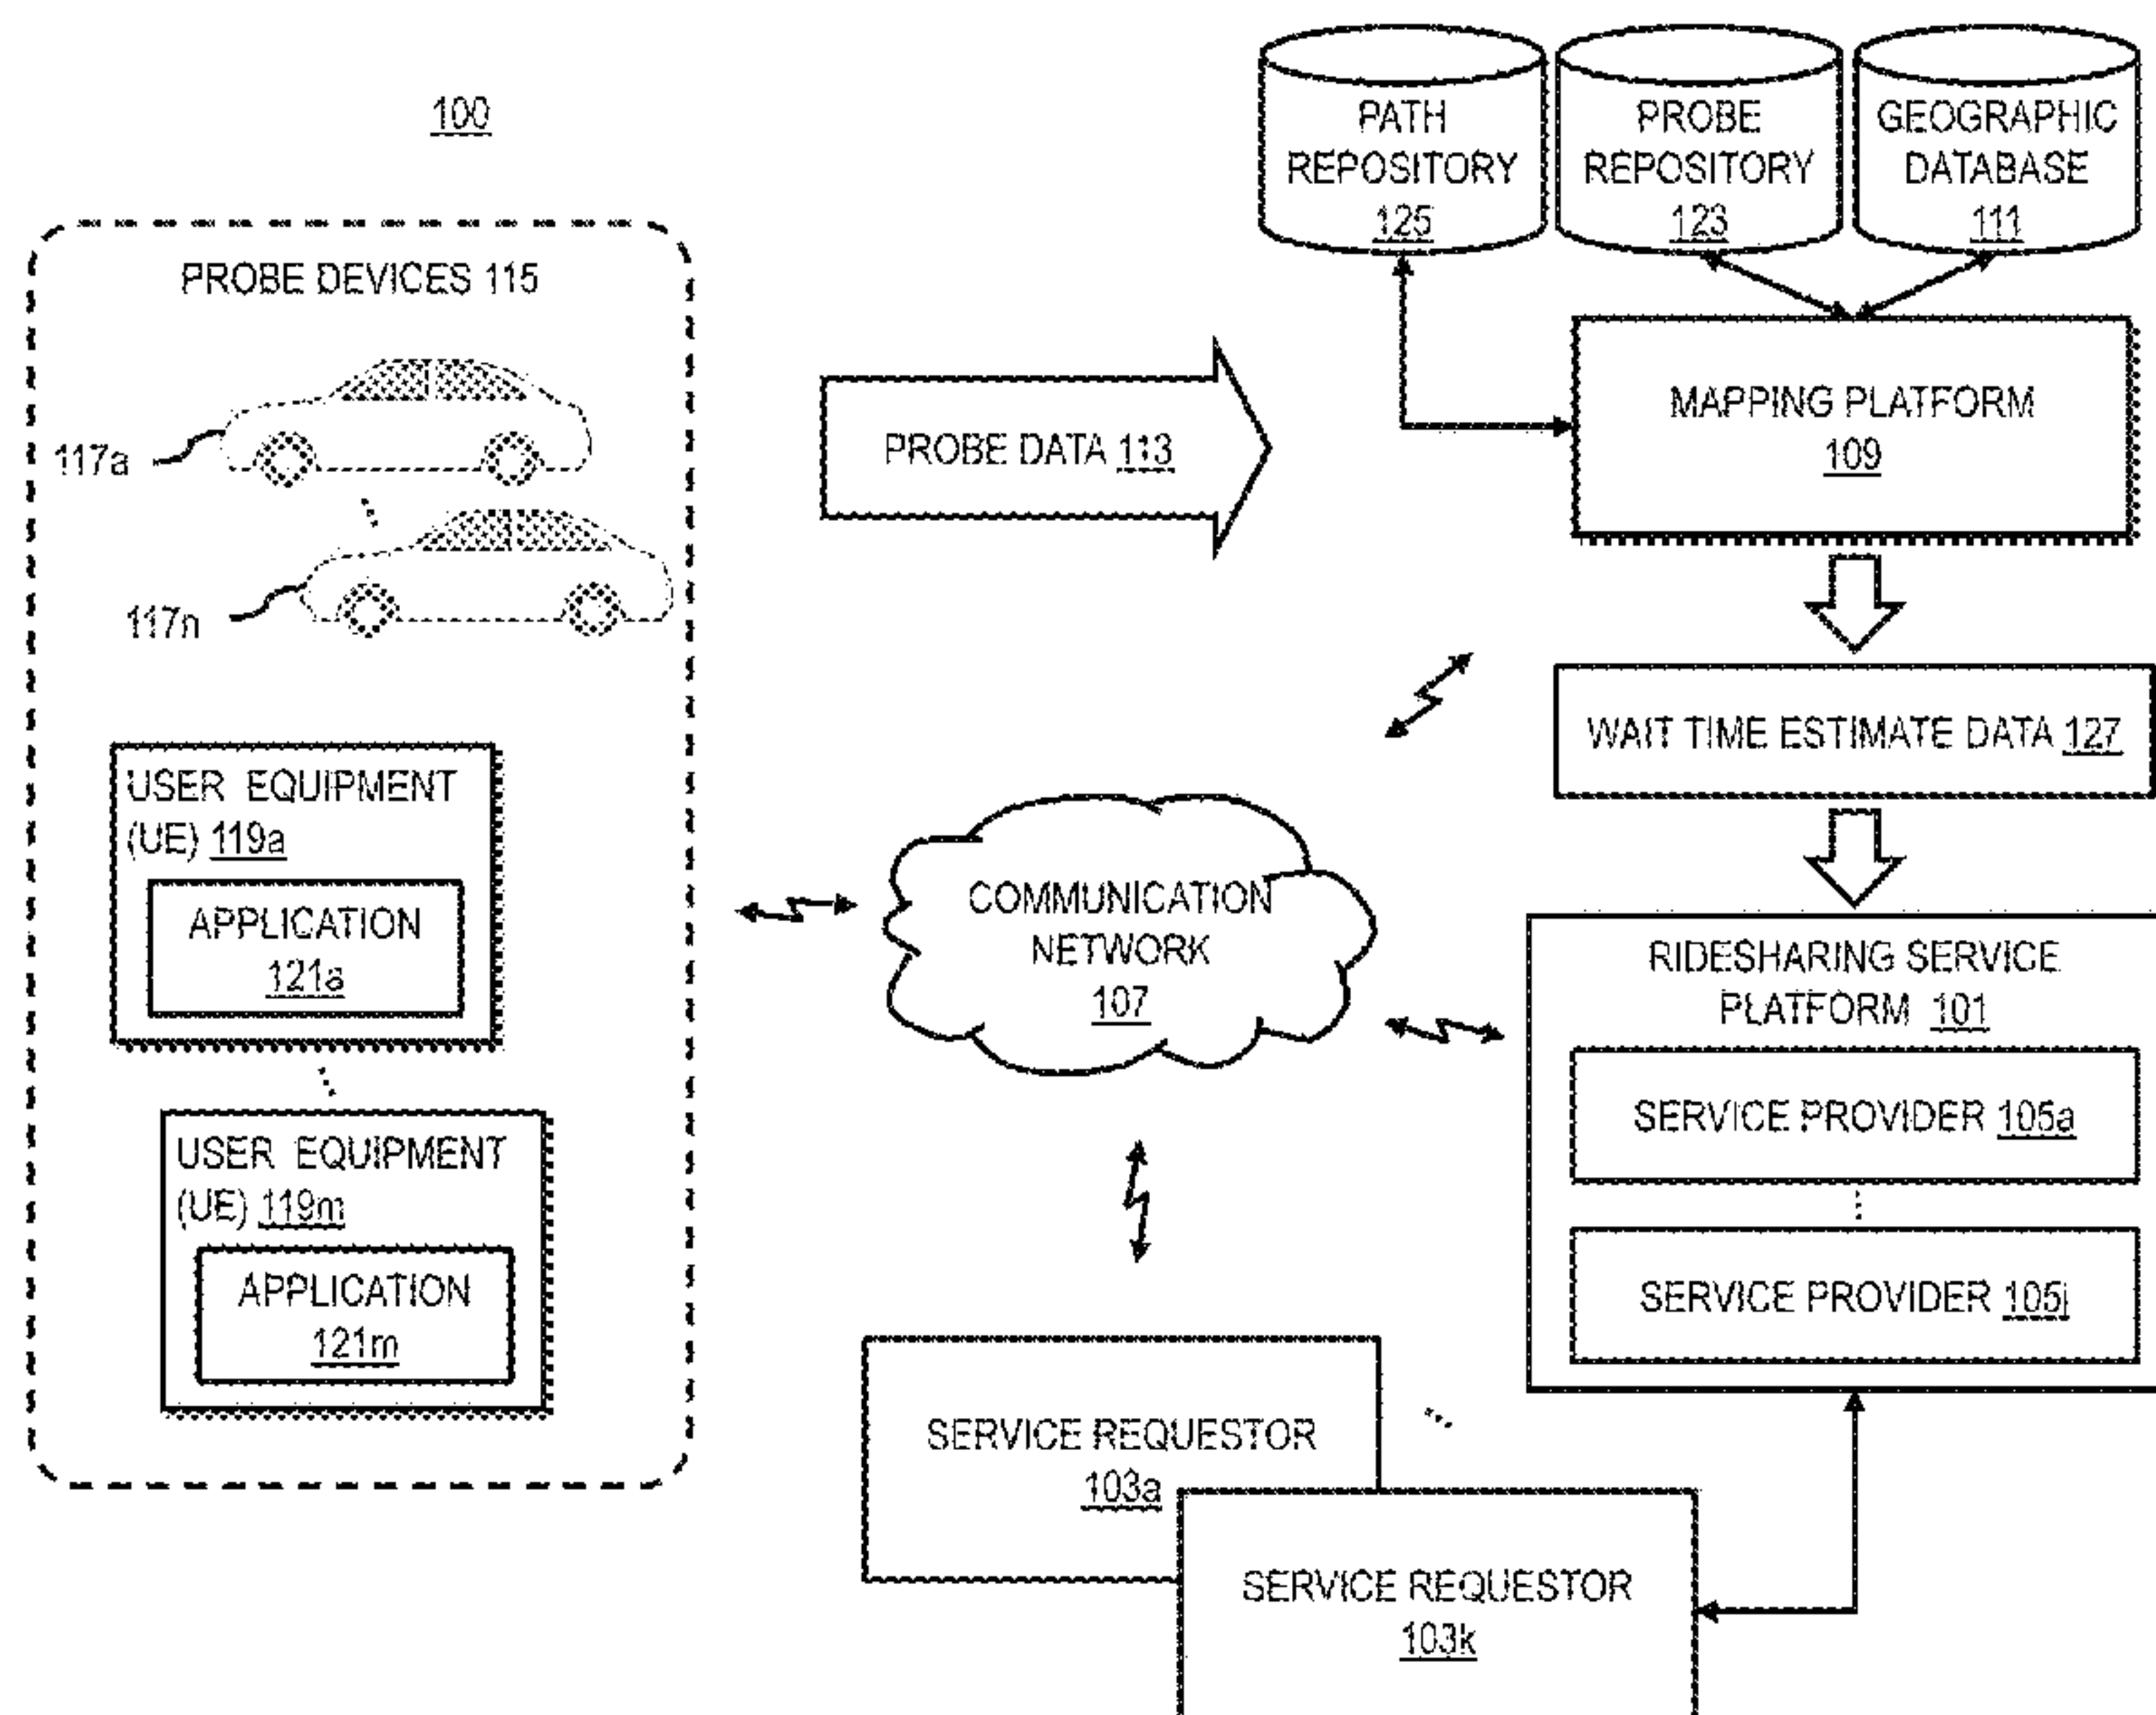 100
PROBE DEVICES 115
117a
117n
USER EQUIPMENT
(UE) 119a
APPLICATION
121a
USER EQUIPMENT
(UE) 119m
APPLICATION
121m
PROBE DATA 113
PATH
REPOSITORY
125
PROBE
REPOSITORY
123
GEOGRAPHIC
DATABASE
111
MAPPING PLATFORM
109
WAIT TIME ESTIMATE DATA 127
COMMUNICATION
NETWORK
107
RIDESHARING SERVICE
PLATFORM 101
SERVICE PROVIDER 105a
SERVICE PROVIDER 105j
SERVICE REQUESTOR
103a
SERVICE REQUESTOR
103k